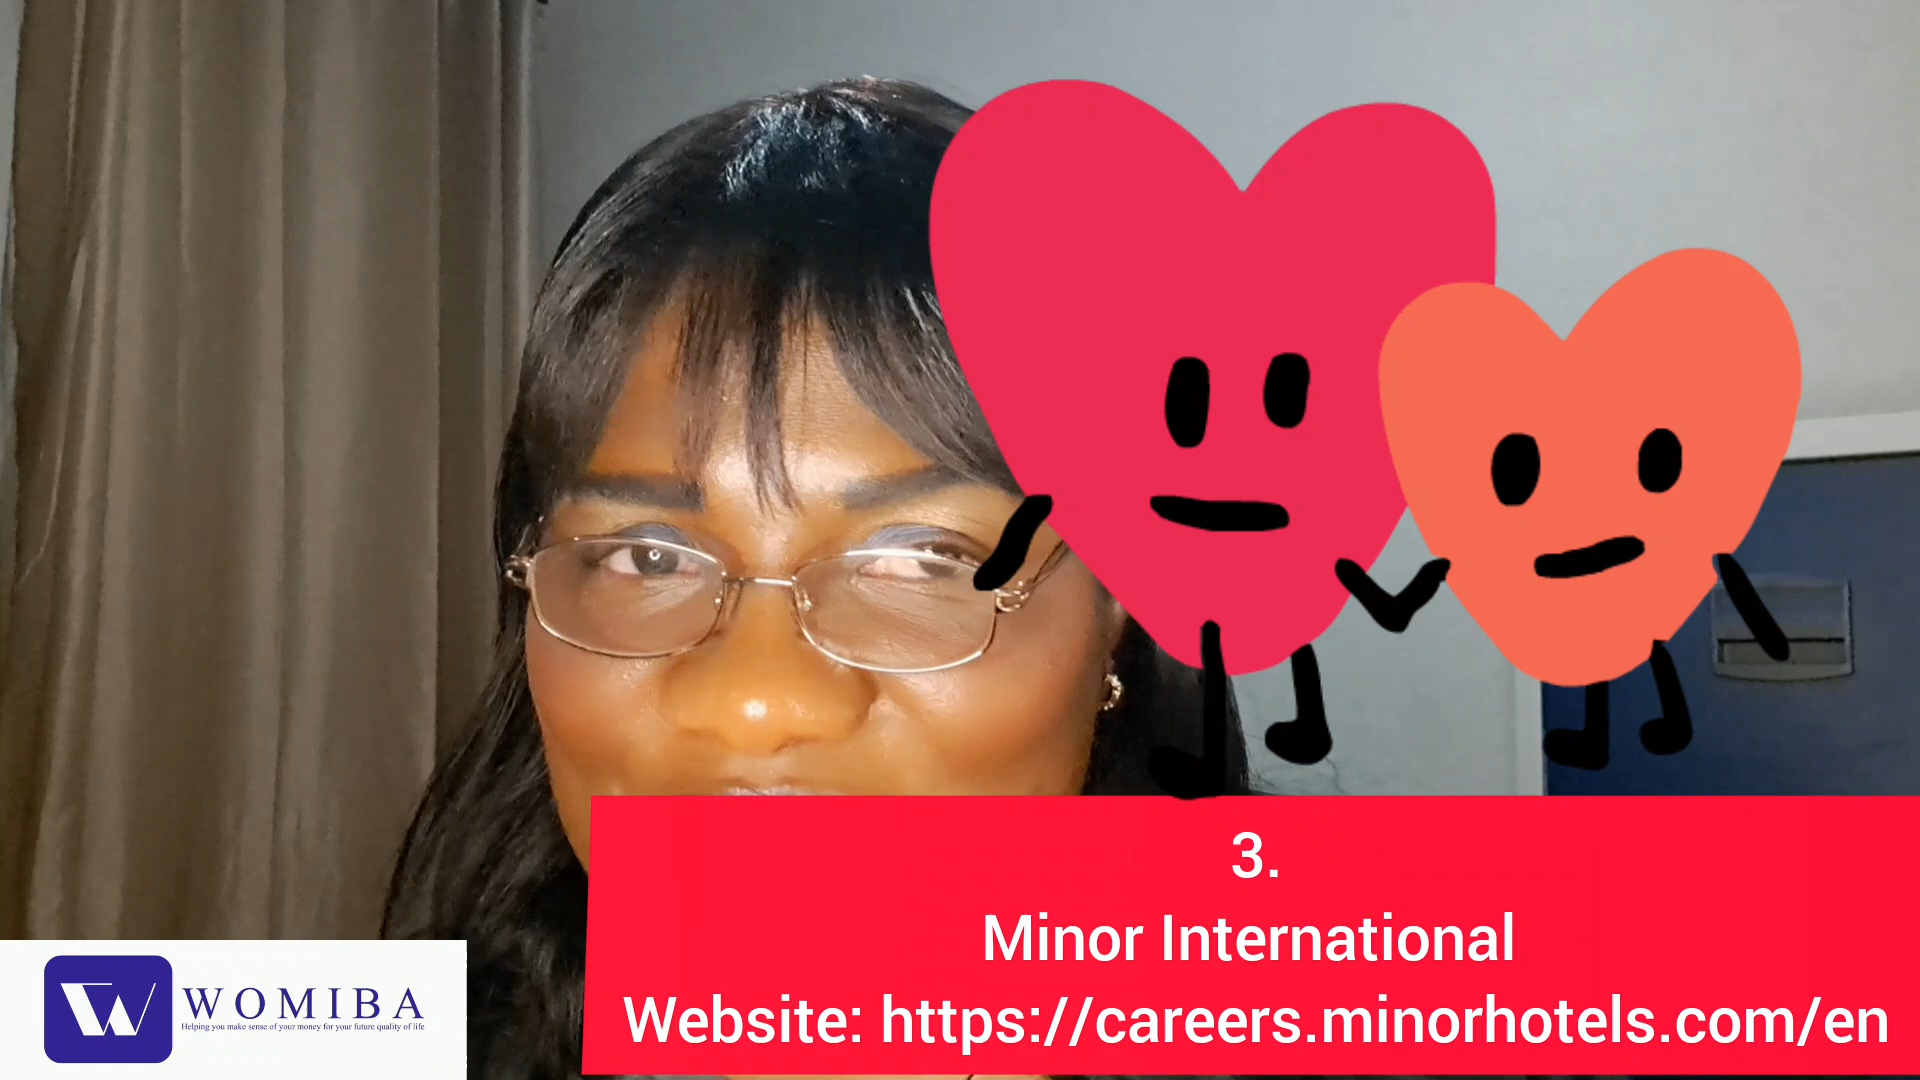 3.
Minor International
Website: https://careers.minorhotels.com/en
WOMIBA
Helping you make sense of your money for your future quality of life